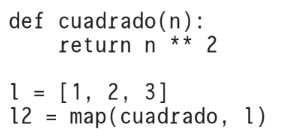 def cuadrado(n):
    return n ** 2

l = [1, 2, 3]
l2 = map(cuadrado, l)